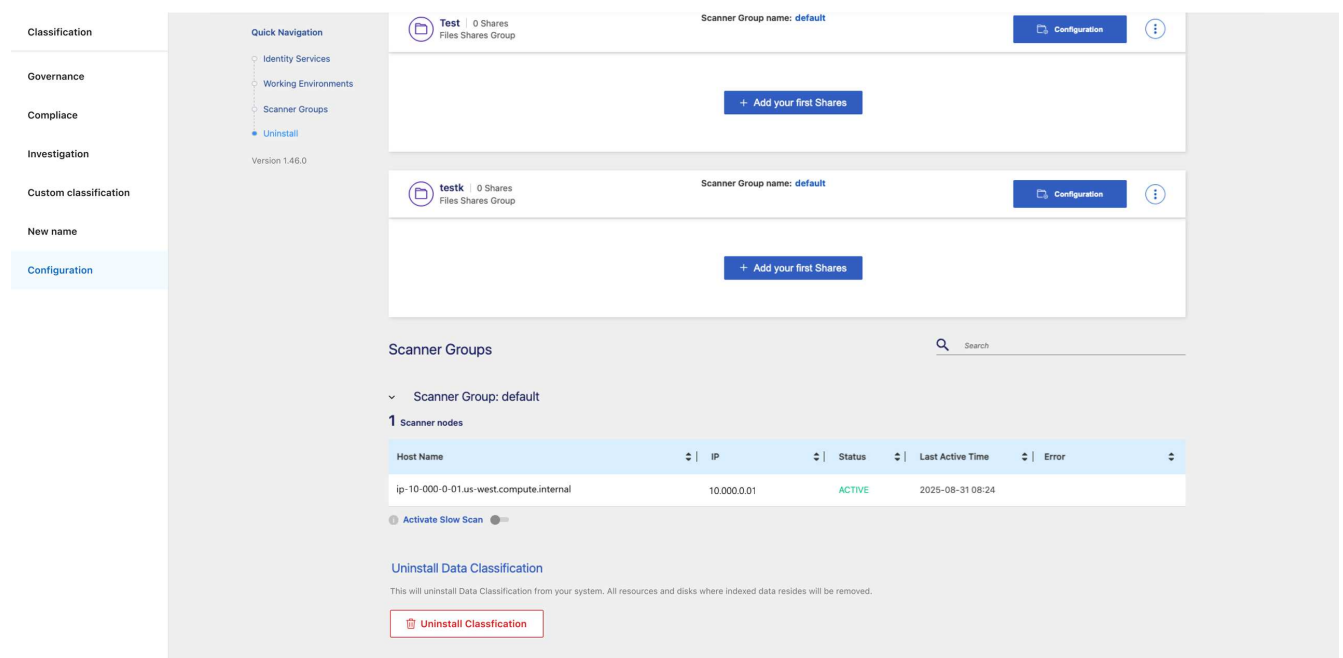 Classification
Governance
Compliace
Investigation
Custom classification
New name
Configuration
Quick Navigation
Identity Services
Working Environments
Scanner Groups
Uninstall
Version 1.46.0
Test | 0 Shares
Files Shares Group
Scanner Group name: default
Configuration
+ Add your first Shares
testk | 0 Shares
Files Shares Group
Scanner Group name: default
Configuration
+ Add your first Shares
Scanner Groups
Search
Scanner Group: default
1 Scanner nodes
Host Name | IP | Status | Last Active Time | Error
ip-10-000-0-01.us-west.compute.internal 10.000.0.01 ACTIVE 2025-08-31 08:24
Activate Slow Scan
Uninstall Data Classification
This will uninstall Data Classification from your system. All resources and disks where indexed data resides will be removed.
Uninstall Classfication